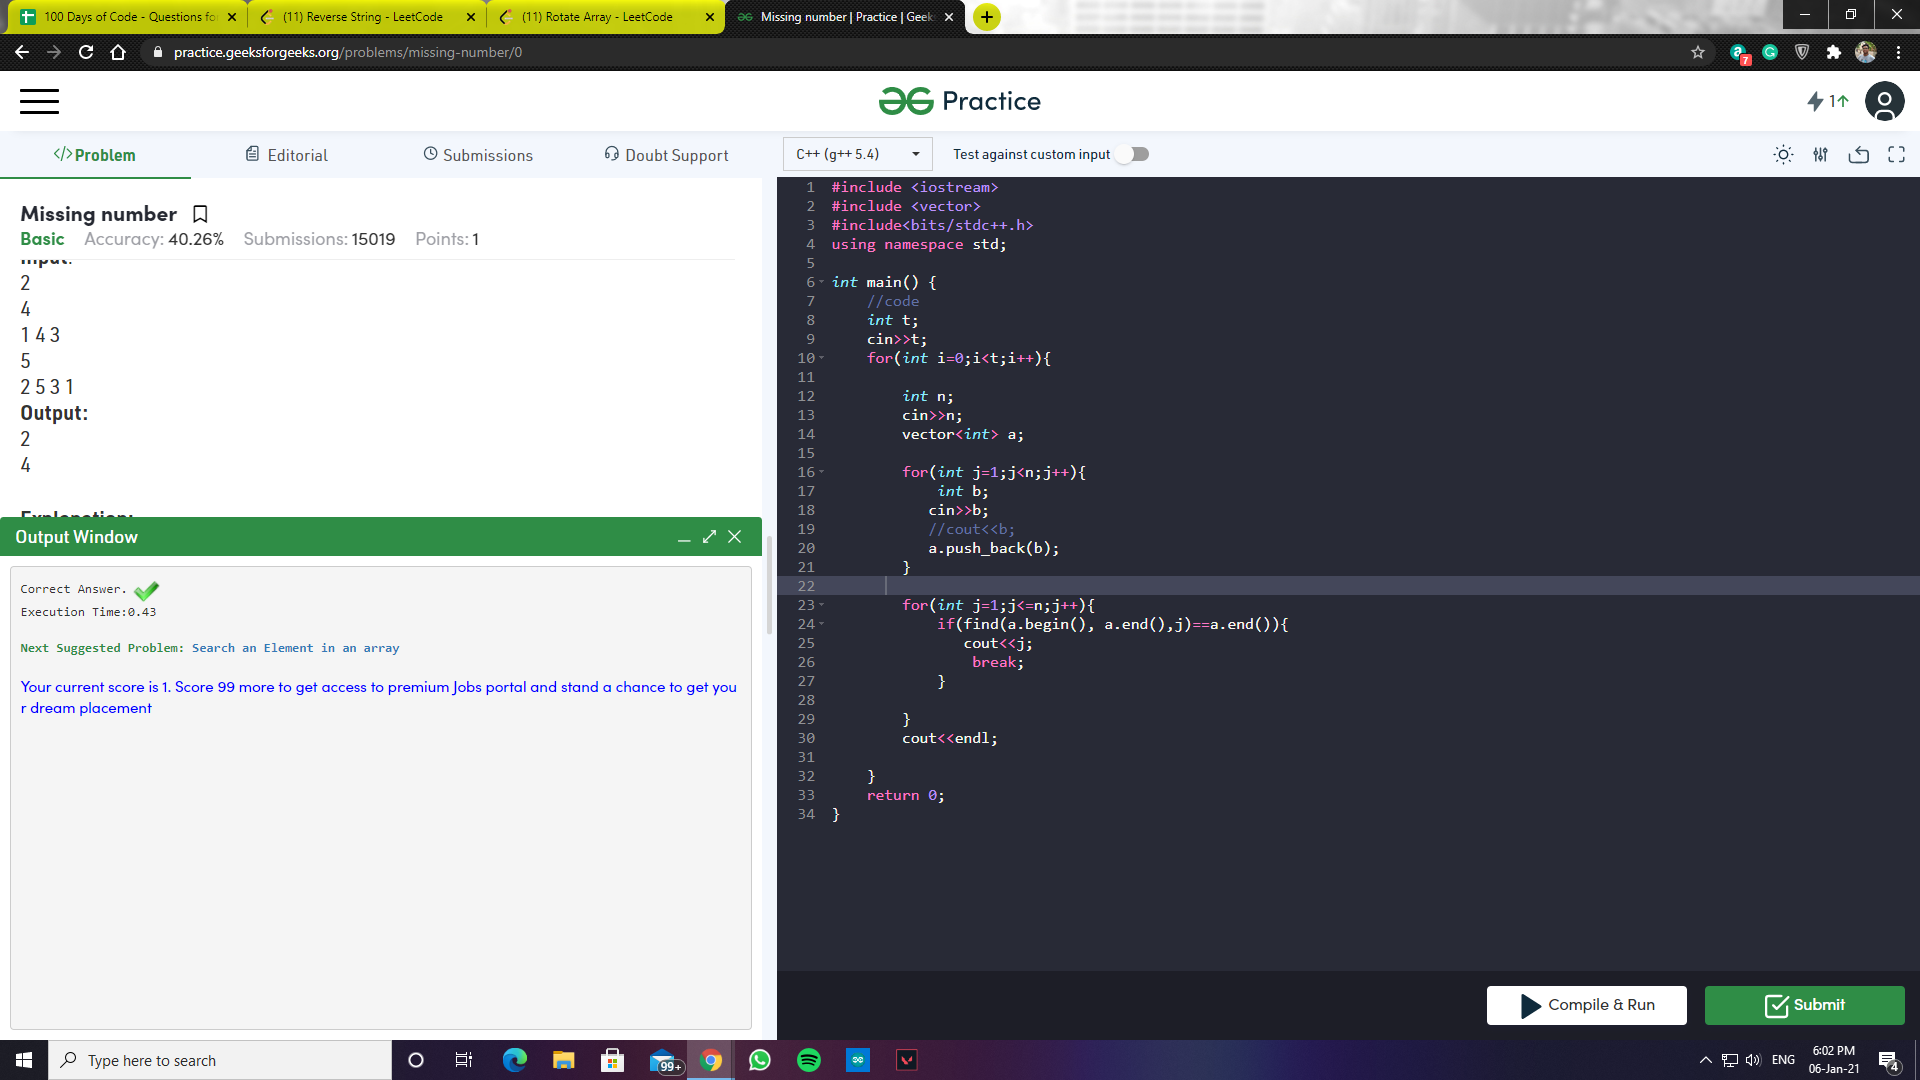 100 Days of Code - Questions fo
(11) Reverse String - LeetCode
(11) Rotate Array - LeetCode
Missing number | Practice | Geek
practice.geeksforgeeks.org/problems/missing-number/0
7
Practice
1
</>Problem
Editorial
Submissions
Doubt Support
C++ (g++ 5.4)
Test against custom input
Missing number
Basic Accuracy: 40.26% Submissions: 15019 Points: 1
Input:
2
4
1 4 3
5
2 5 3 1
Output:
2
4
Explanation:
Output Window
Correct Answer.
Execution Time:0.43
Next Suggested Problem: Search an Element in an array
Your current score is 1. Score 99 more to get access to premium Jobs portal and stand a chance to get you
r dream placement
1 #include <iostream>
2 #include <vector>
3 #include<bits/stdc++.h>
4 using namespace std;
5
6 int main() {
7 //code
8 int t;
9 cin>>t;
10 for(int i=0;i<t;i++){
11
12 int n;
13 cin>>n;
14 vector<int> a;
15
16 for(int j=1;j<n;j++){
17 int b;
18 cin>>b;
19 //cout<<b;
20 a.push_back(b);
21 }
22
23 for(int j=1;j<=n;j++){
24 if(find(a.begin(), a.end(),j)==a.end()){
25 cout<<j;
26 break;
27 }
28
29 }
30 cout<<endl;
31
32 }
33 return 0;
34 }
Compile & Run
Submit
Type here to search
99+
ENG
6:02 PM
06-Jan-21
4